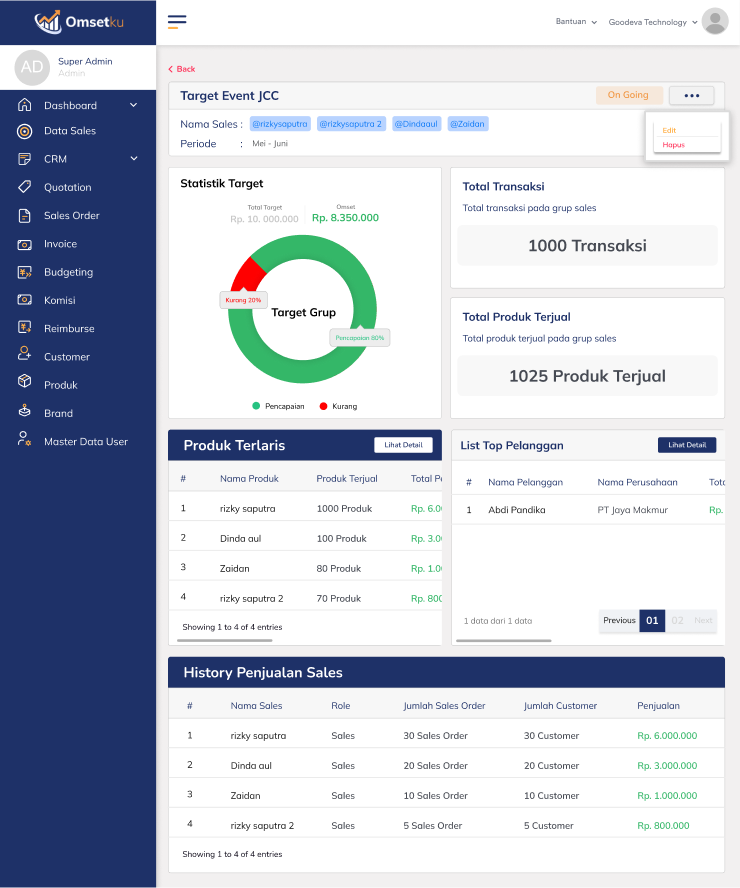 Omsetku
Bantuan
Goodeva Technology
AD
Super Admin
Admin
Dashboard
Data Sales
CRM
Quotation
Sales Order
Invoice
Budgeting
Komisi
Reimburse
Customer
Produk
Brand
Master Data User
Back
Target Event JCC
On Going
Edit
Hapus
Nama Sales : @rizkysaputra @rizkysaputra 2 @Dindaaul @Zaidan
Periode : Mei - Juni
Statistik Target
Total Target Omset
Rp. 10. 000.000 Rp. 8.350.000
Kurang 20%
Target Grup
Pencapaian 80%
Pencapaian Kurang
Total Transaksi
Total transaksi pada grup sales
1000 Transaksi
Total Produk Terjual
Total produk terjual pada grup sales
1025 Produk Terjual
Produk Terlaris Lihat Detail
# Nama Produk Produk Terjual Total
1 rizky saputra 1000 Produk Rp. 6.0
2 Dinda aul 100 Produk Rp. 3.0
3 Zaidan 80 Produk Rp. 1.0
4 rizky saputra 2 70 Produk Rp. 800
Showing 1 to 4 of 4 entries
List Top Pelanggan Lihat Detail
# Nama Pelanggan Nama Perusahaan
1 Abdi Pandika PT Jaya Makmur Rp.
1 data dari 1 data
Previous 01 02 Next
History Penjualan Sales
# Nama Sales Role Jumlah Sales Order Jumlah Customer Penjualan
1 rizky saputra Sales 30 Sales Order 30 Customer Rp. 6.000.000
2 Dinda aul Sales 20 Sales Order 20 Customer Rp. 3.000.000
3 Zaidan Sales 10 Sales Order 10 Customer Rp. 1.000.000
4 rizky saputra 2 Sales 5 Sales Order 5 Customer Rp. 800.000
Showing 1 to 4 of 4 entries